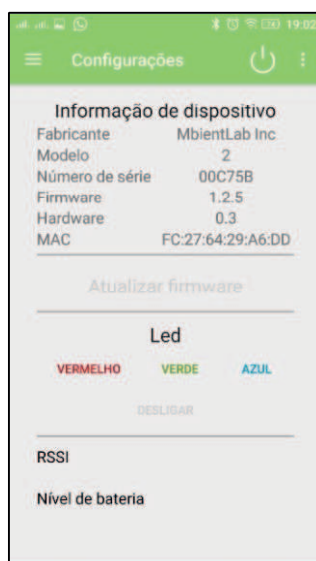 19:02
Configurações
Informação de dispositivo
Fabricante MbientLab Inc
Modelo 2
Número de série 00C75B
Firmware 1.2.5
Hardware 0.3
MAC FC:27:64:29:A6:DD
Atualizar firmware
Led
VERMELHO VERDE AZUL
DESLIGAR
RSSI
Nível de bateria